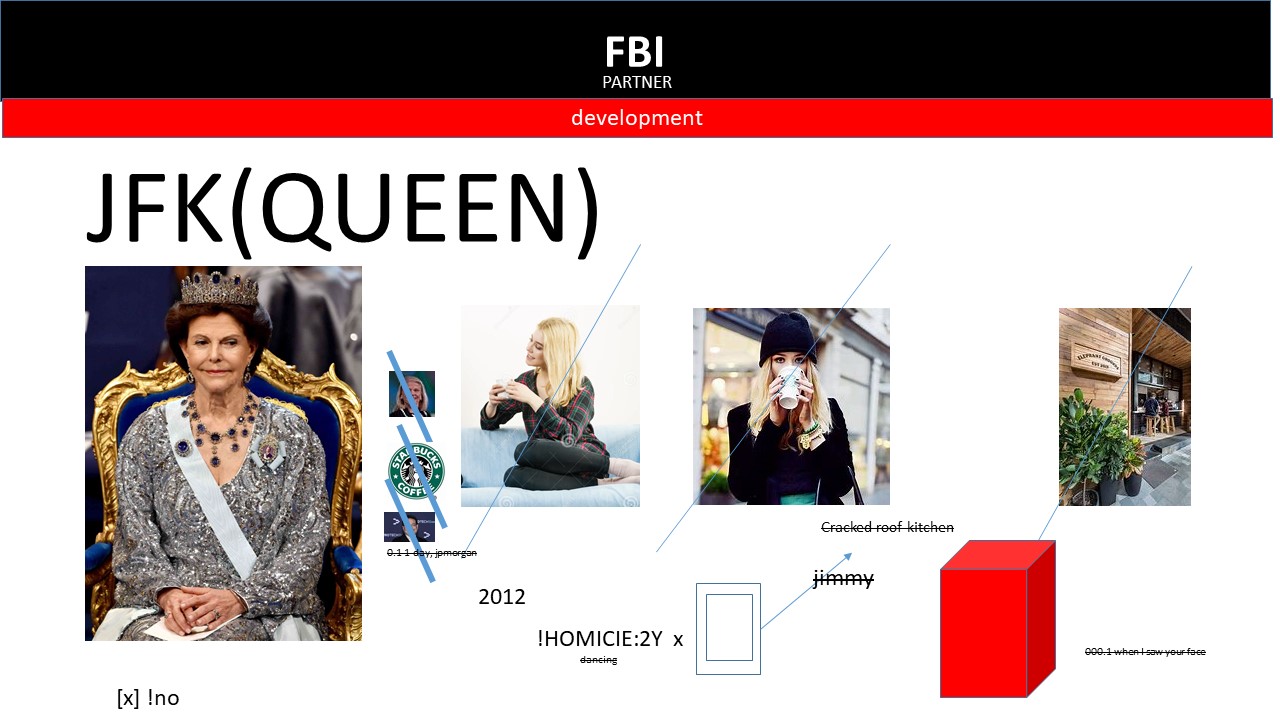 FBI
PARTNER
development
JFK(QUEEN)
STARBUCKS
COFFEE
ELEPHANT GROUNDS
0.1 1 day, jpmorgan
Cracked roof kitchen
jimmy
2012
!HOMICIE:2Y x
dancing
000.1 when I saw your face
[x] !no